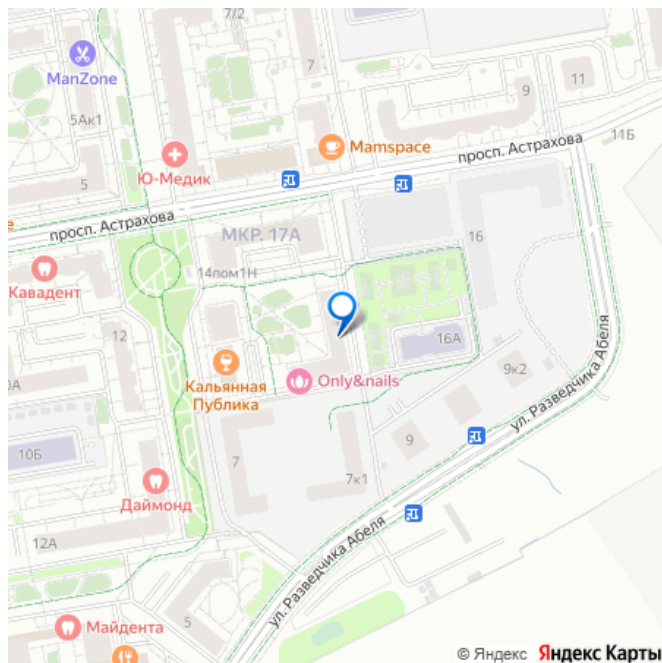 7/2
7
ManZone
11
9
5Ак1
11Б
Mamspace
просп. Астрахова
Ю-Медик
5
е
просп. Астрахова
МКР. 17А
16
14пом1Н
Кавадент
12
16А
Кальянная
Публика
Only&nails
9к2
0А
ул. Разведчика Абеля
9
10Б
7
7к1
Даймонд
12А
ул. Разведчика Абеля
5
Майдента
© Яндекс Яндекс Карты